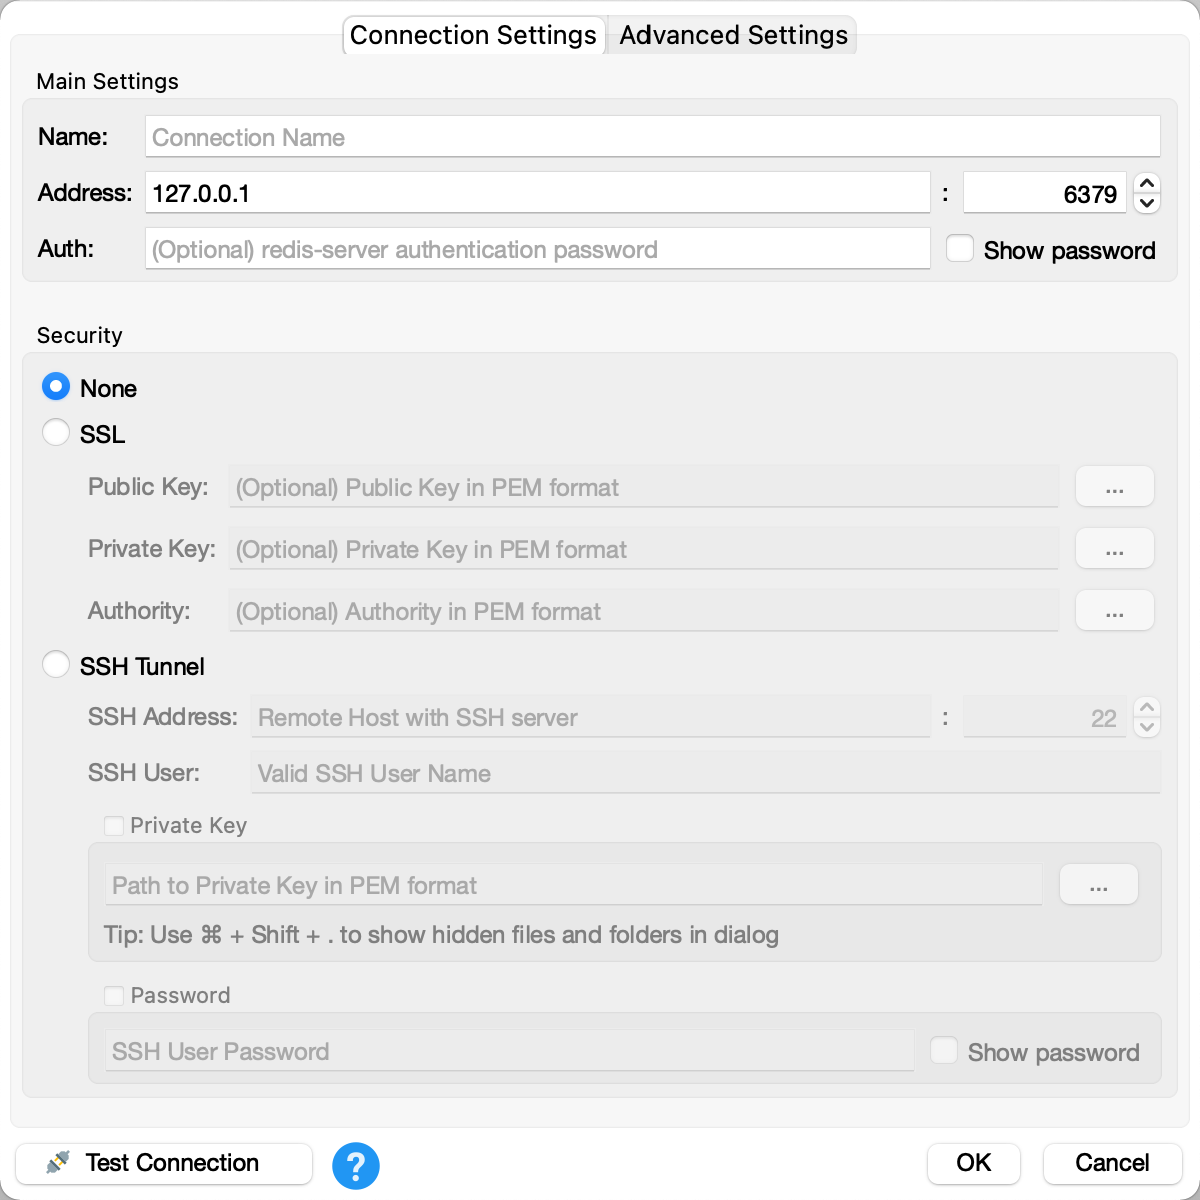 Connection Settings Advanced Settings
Main Settings
Name: Connection Name
Address: 127.0.0.1 : 6379
Auth: (Optional) redis-server authentication password Show password
Security
None
SSL
Public Key: (Optional) Public Key in PEM format ...
Private Key: (Optional) Private Key in PEM format ...
Authority: (Optional) Authority in PEM format ...
SSH Tunnel
SSH Address: Remote Host with SSH server : 22
SSH User: Valid SSH User Name
Private Key
Path to Private Key in PEM format ...
Tip: Use ⌘ + Shift + . to show hidden files and folders in dialog
Password
SSH User Password Show password
Test Connection ? OK Cancel